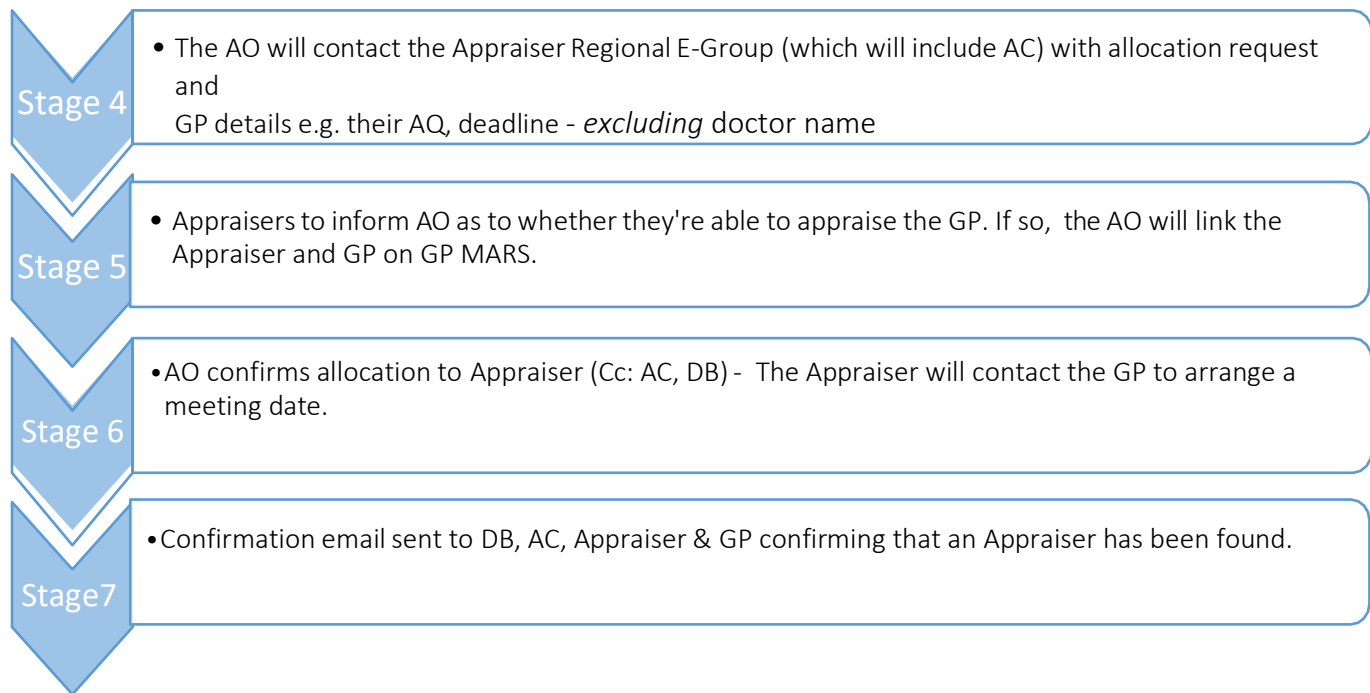 Stage 4
• The AO will contact the Appraiser Regional E-Group (which will include AC) with allocation request
and
GP details e.g. their AQ, deadline - excluding doctor name
Stage 5
• Appraisers to inform AO as to whether they're able to appraise the GP. If so, the AO will link the
Appraiser and GP on GP MARS.
Stage 6
•AO confirms allocation to Appraiser (Cc: AC, DB) - The Appraiser will contact the GP to arrange a
meeting date.
Stage7
•Confirmation email sent to DB, AC, Appraiser & GP confirming that an Appraiser has been found.